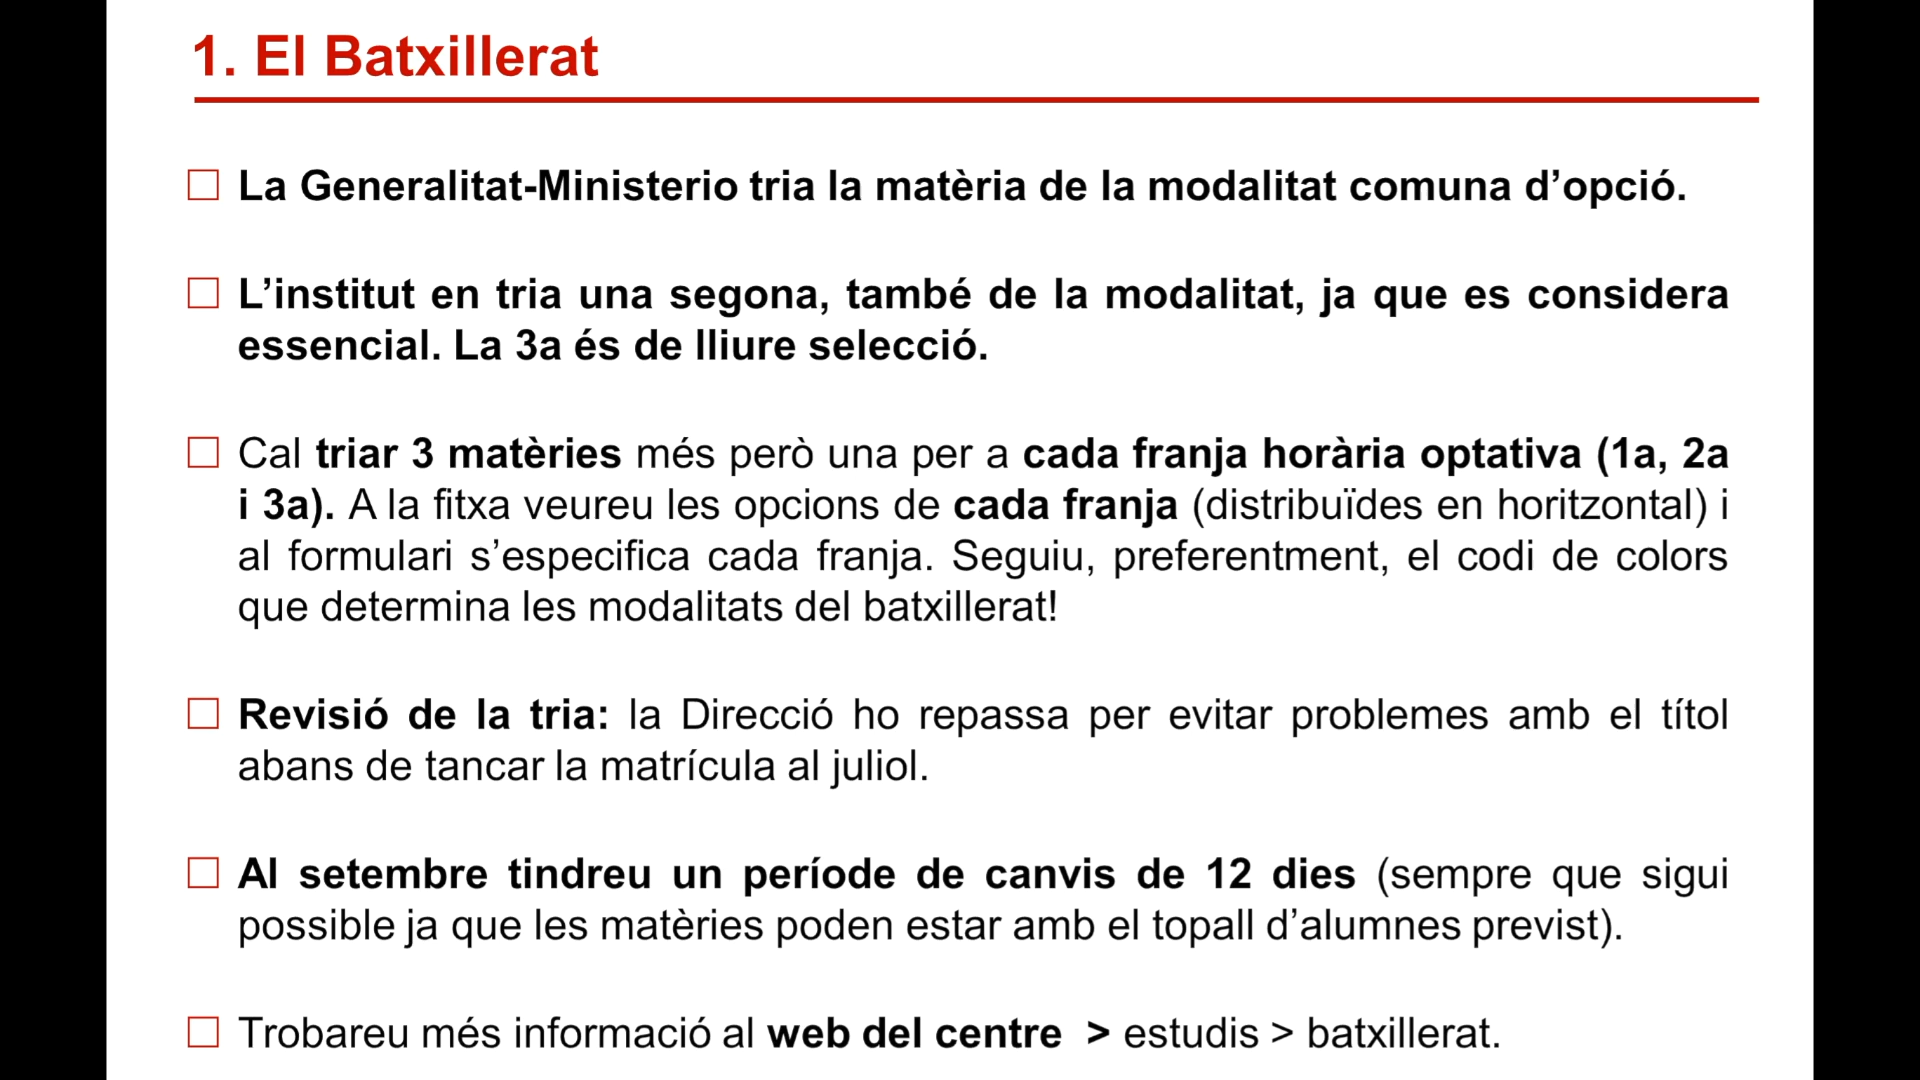 1. El Batxillerat
La Generalitat-Ministerio tria la matèria de la modalitat comuna d’opció.
L’institut en tria una segona, també de la modalitat, ja que es considera
essencial. La 3a és de lliure selecció.
Cal triar 3 matèries més però una per a cada franja horària optativa (1a, 2a
i 3a). A la fitxa veureu les opcions de cada franja (distribuïdes en horitzontal) i
al formulari s’especifica cada franja. Seguiu, preferentment, el codi de colors
que determina les modalitats del batxillerat!
Revisió de la tria: la Direcció ho repassa per evitar problemes amb el títol
abans de tancar la matrícula al juliol.
Al setembre tindreu un període de canvis de 12 dies (sempre que sigui
possible ja que les matèries poden estar amb el topall d’alumnes previst).
Trobareu més informació al web del centre > estudis > batxillerat.